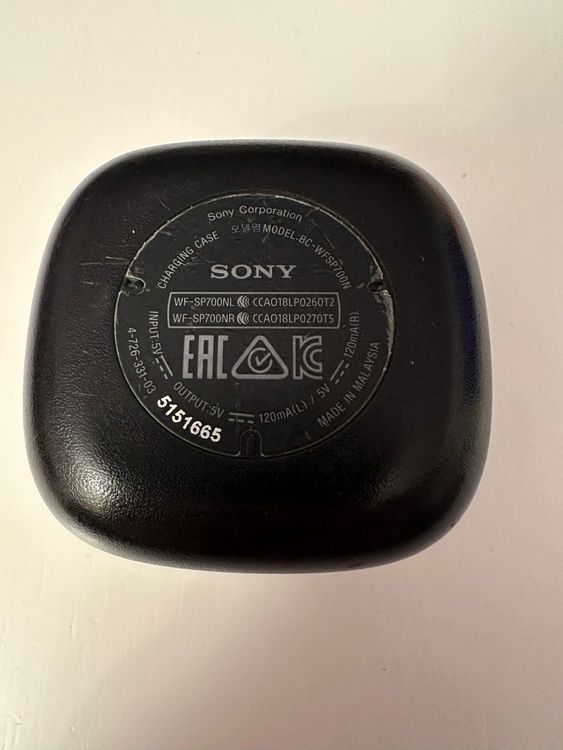 Sony Corporation
CHARGING CASE 모델명 MODEL:BC-WFSP700N
SONY
WF-SP700NL CCAO18LP0260T2
WF-SP700NR CCAO18LP0270T5
EAC
INPUT:5V
OUTPUT:5V 120mA(L) / 5V 120mA(R)
4-726-331-03
5151665
MADE IN MALAYSIA